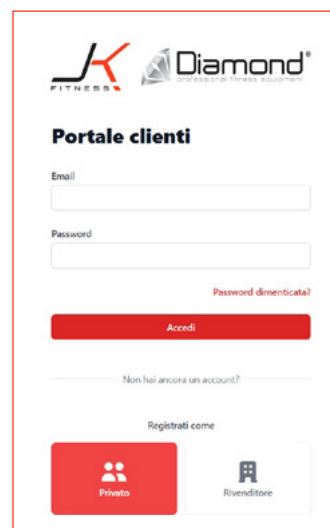 JK
FITNESS
Diamond®
professional fitness equipment
Portale clienti
Email
Password
Password dimenticata?
Accedi
Non hai ancora un account?
Registrati come
Privato
Rivenditore